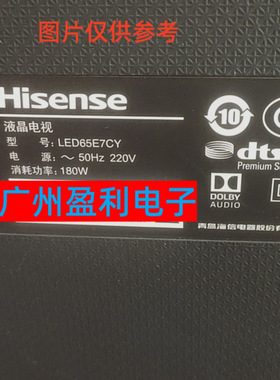 图片仅供参考
Hisense
液晶电视
型 号: LED65E7CY
电 源: ～ 50Hz 220V
消耗功率: 180W
10
dts
Premium S
DOLBY
AUDIO
广州盈利电子
青岛海信电器股份有